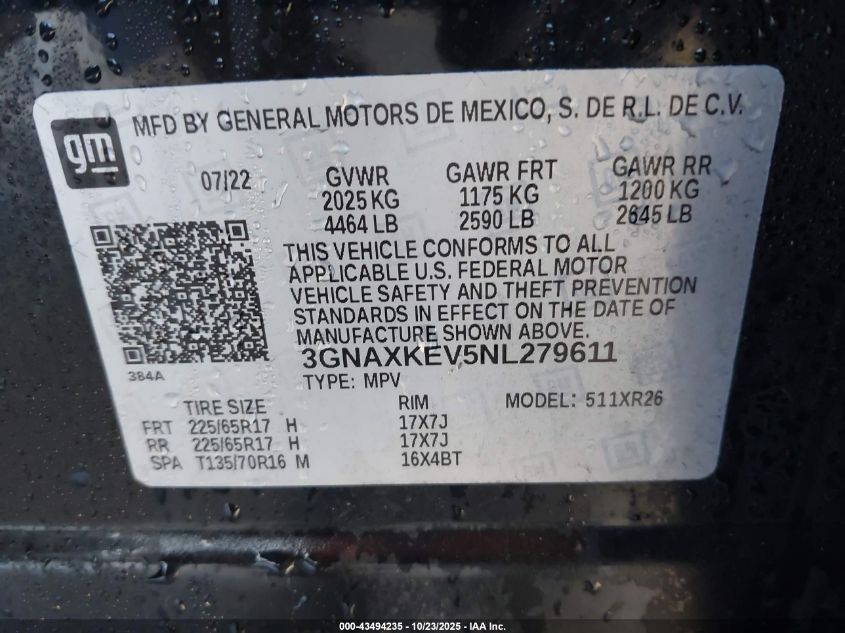 gm
MFD BY GENERAL MOTORS DE MEXICO, S. DE R.L. DE C.V.
07/22 GVWR GAWR FRT GAWR RR
2025 KG 1175 KG 1200 KG
4464 LB 2590 LB 2645 LB
THIS VEHICLE CONFORMS TO ALL
APPLICABLE U.S. FEDERAL MOTOR
VEHICLE SAFETY AND THEFT PREVENTION
STANDARDS IN EFFECT ON THE DATE OF
MANUFACTURE SHOWN ABOVE.
3GNAXKEV5NL279611
384A
TYPE: MPV
TIRE SIZE RIM MODEL: 511XR26
FRT 225/65R17 H 17X7J
RR 225/65R17 H 17X7J
SPA T135/70R16 M 16X4BT
000-43494235 - 10/23/2025 - IAA Inc.